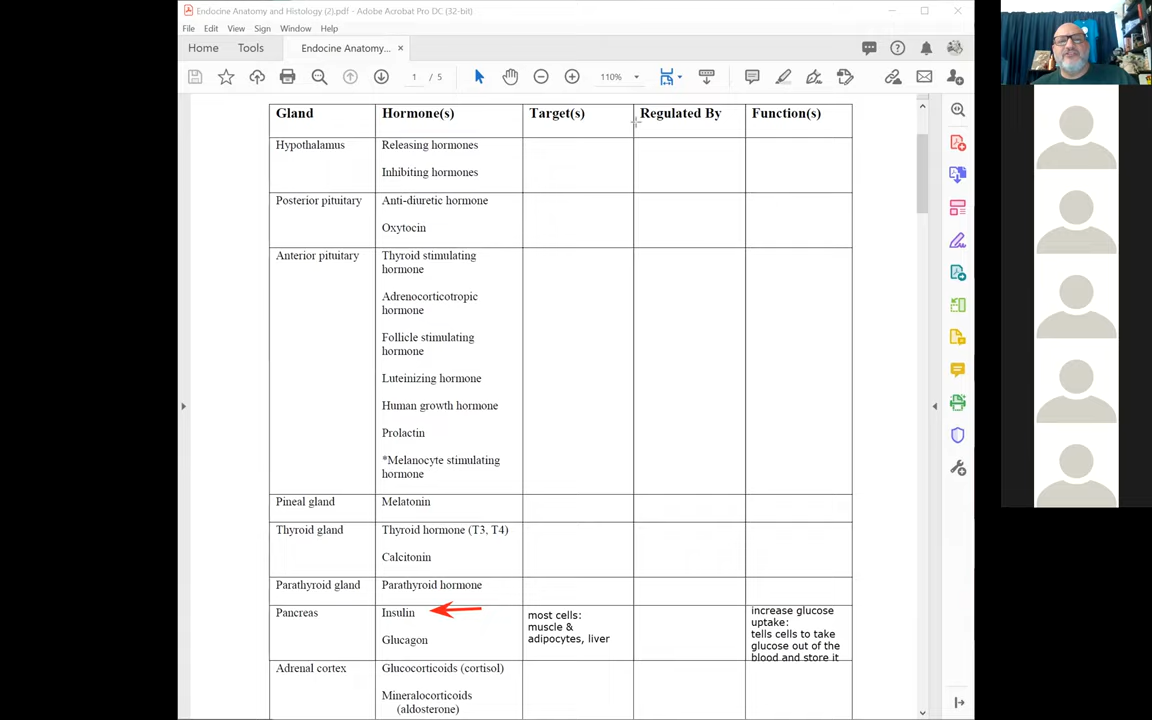 Endocrine Anatomy and Histology (2).pdf - Adobe Acrobat Pro DC (32-bit)
File Edit View Sign Window Help
Home Tools Endocrine Anatomy... ×
1 / 5 110%
Gland Hormone(s) Target(s) Regulated By Function(s)
Hypothalamus Releasing hormones
Inhibiting hormones
Posterior pituitary Anti-diuretic hormone
Oxytocin
Anterior pituitary Thyroid stimulating
hormone
Adrenocorticotropic
hormone
Follicle stimulating
hormone
Luteinizing hormone
Human growth hormone
Prolactin
*Melanocyte stimulating
hormone
Pineal gland Melatonin
Thyroid gland Thyroid hormone (T3, T4)
Calcitonin
Parathyroid gland Parathyroid hormone
Pancreas Insulin
Glucagon
most cells:
muscle &
adipocytes, liver
increase glucose
uptake:
tells cells to take
glucose out of the
blood and store it
Adrenal cortex Glucocorticoids (cortisol)
Mineralocorticoids
(aldosterone)